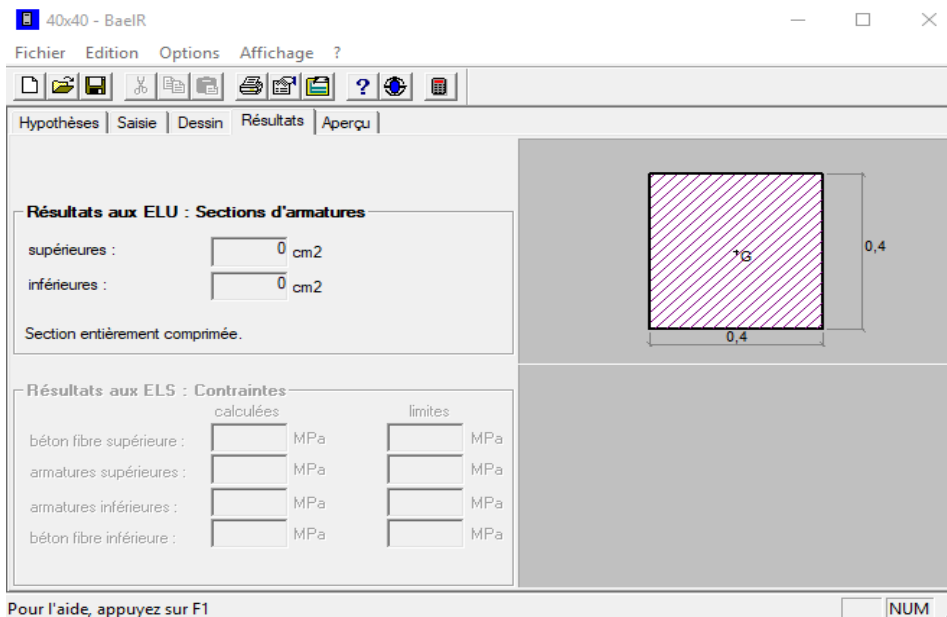 40x40 - BaelR
Fichier Edition Options Affichage ?
Hypothèses Saisie Dessin Résultats Aperçu
Résultats aux ELU : Sections d'armatures
supérieures : 0 cm2
inférieures : 0 cm2
Section entièrement comprimée.
Résultats aux ELS : Contraintes
calculées limites
béton fibre supérieure : MPa MPa
armatures supérieures : MPa MPa
armatures inférieures : MPa MPa
béton fibre inférieure : MPa MPa
G
0,4
0,4
Pour l'aide, appuyez sur F1
NUM